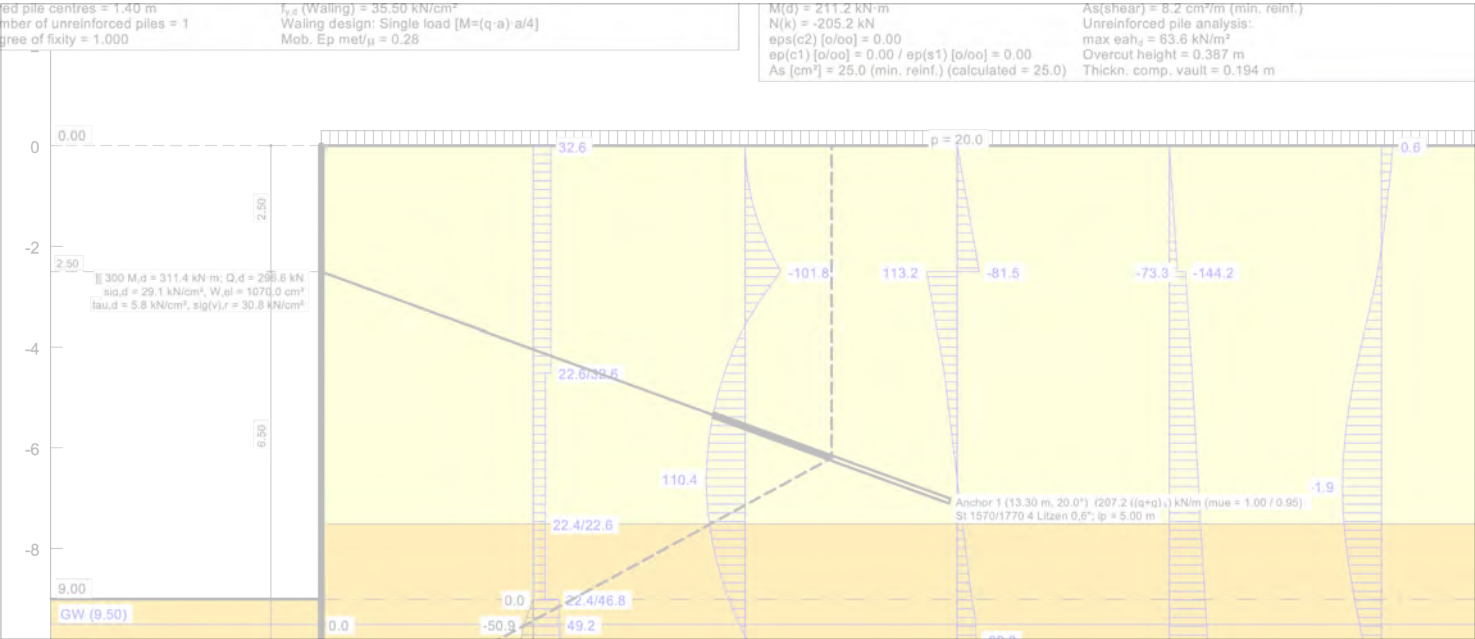 ed pile centres = 1.40 m
mber of unreinforced piles = 1
gree of fixity = 1.000
fy,d (Waling) = 35.50 kN/cm²
Waling design: Single load [M=(q·a)·a/4]
Mob. Ep met/µ = 0.28
M(d) = 211.2 kN·m
N(k) = -205.2 kN
eps(c2) [o/oo] = 0.00
ep(c1) [o/oo] = 0.00 / ep(s1) [o/oo] = 0.00
As [cm²] = 25.0 (min. reinf.) (calculated = 25.0)
As(shear) = 8.2 cm²/m (min. reinf.)
Unreinforced pile analysis:
max eah,d = 63.6 kN/m²
Overcut height = 0.387 m
Thickn. comp. vault = 0.194 m
0.00
0
32.6
p = 20.0
0.6
2.50
-2
2.50
300 M,d = 311.4 kN·m; Q,d = 296.6 kN
sig,d = 29.1 kN/cm², W,el = 1070.0 cm³
tau,d = 5.8 kN/cm², sig(v),r = 30.8 kN/cm²
-101.8
113.2
-81.5
-73.3
-144.2
-4
22.6/32.6
6.50
-6
110.4
-1.9
Anchor 1 (13.30 m, 20.0°) (207.2 ((q+g) ) kN/m (mue = 1.00 / 0.95)
St 1570/1770 4 Litzen 0,6"; lp = 5.00 m
22.4/22.6
-8
9.00
0.0
22.4/46.8
GW (9.50)
0.0
-50.9
49.2